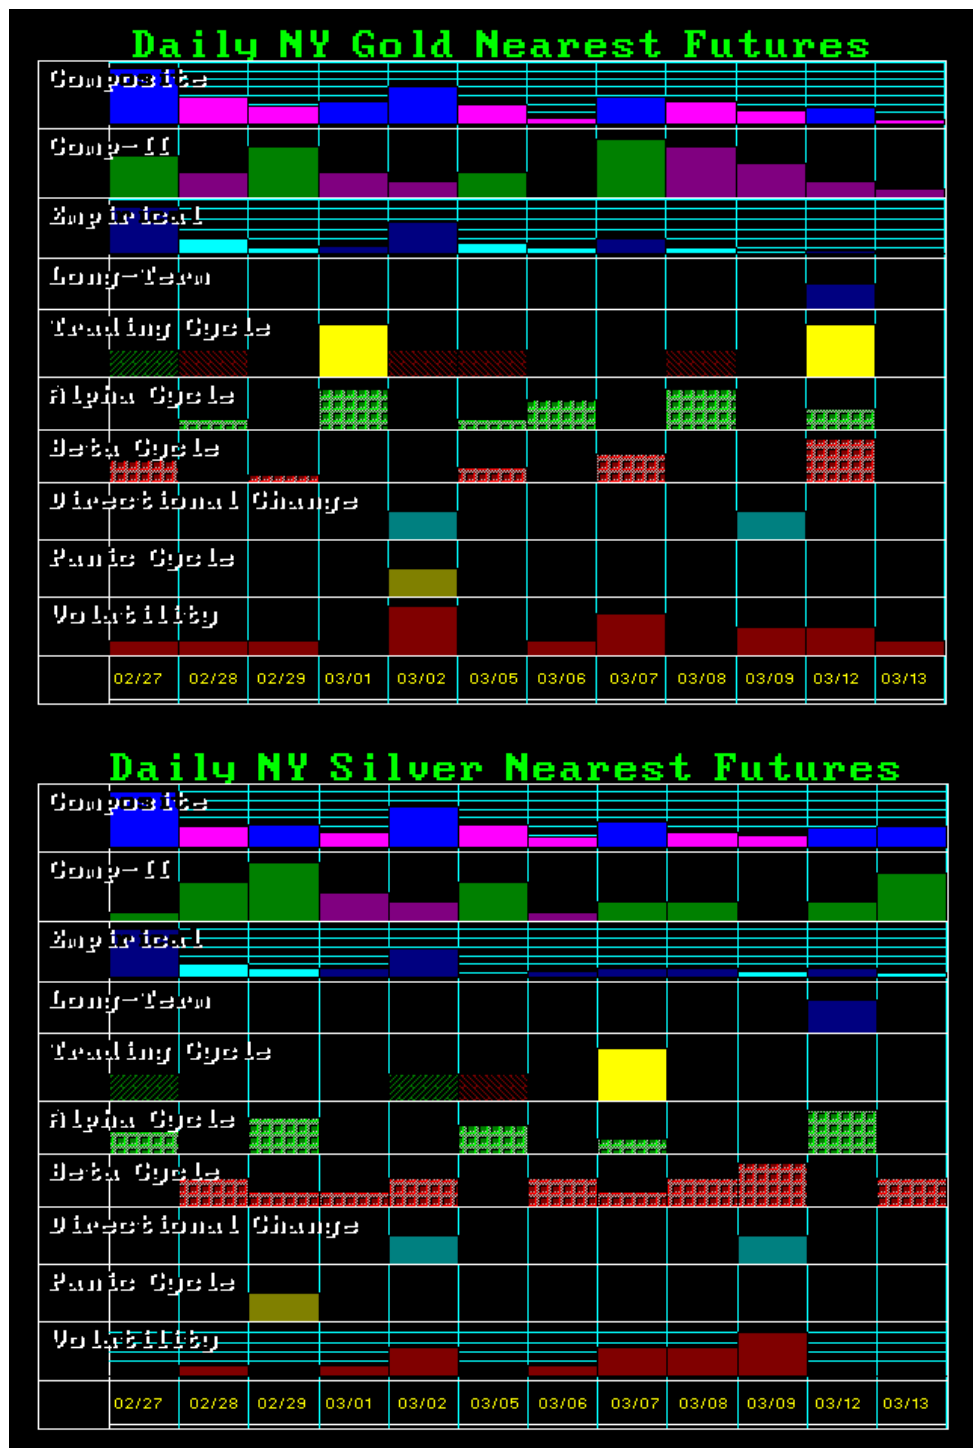 Daily NY Gold Nearest Futures
Composite
Comp-II
Empirical
Long-Term
Trading Cycle
Alpha Cycle
Beta Cycle
Directional Change
Panic Cycle
Volatility
02/27 02/28 02/29 03/01 03/02 03/05 03/06 03/07 03/08 03/09 03/12 03/13
Daily NY Silver Nearest Futures
Composite
Comp-II
Empirical
Long-Term
Trading Cycle
Alpha Cycle
Beta Cycle
Directional Change
Panic Cycle
Volatility
02/27 02/28 02/29 03/01 03/02 03/05 03/06 03/07 03/08 03/09 03/12 03/13